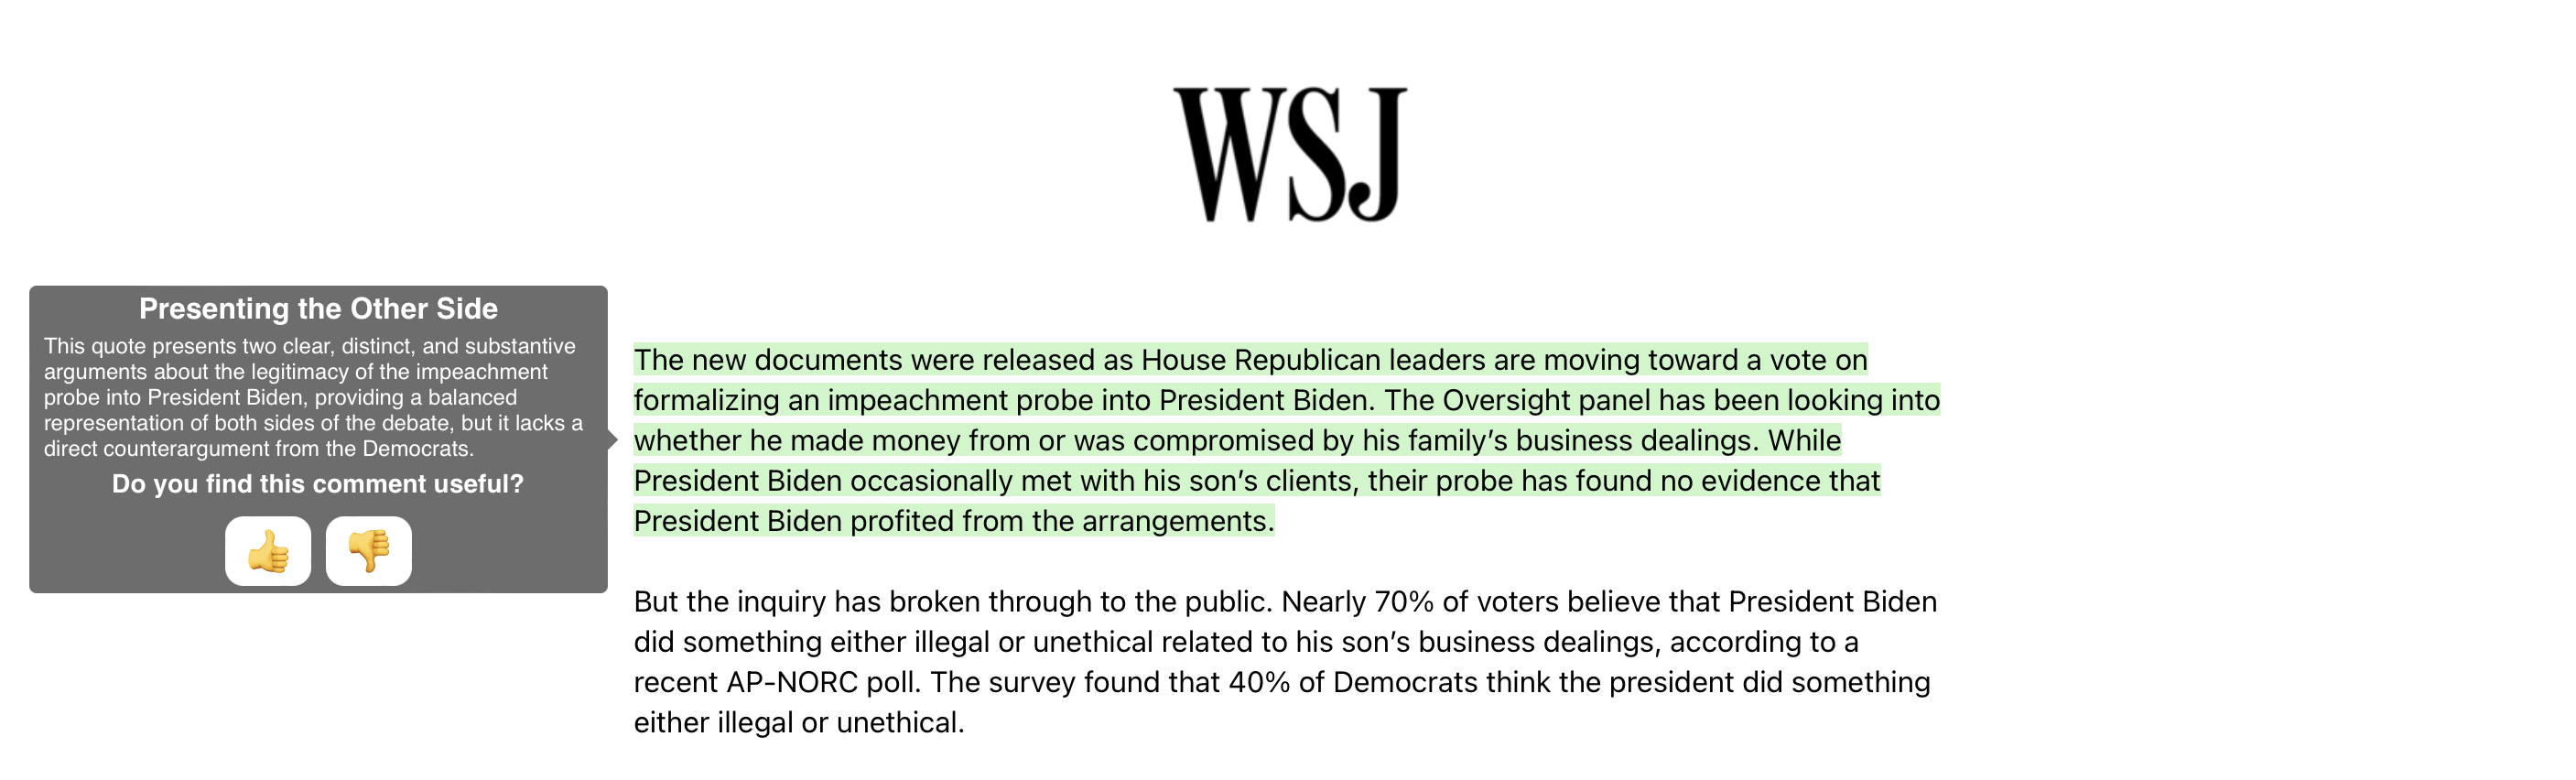 WSJ
Presenting the Other Side
This quote presents two clear, distinct, and substantive
arguments about the legitimacy of the impeachment
probe into President Biden, providing a balanced
representation of both sides of the debate, but it lacks a
direct counterargument from the Democrats.
Do you find this comment useful?
The new documents were released as House Republican leaders are moving toward a vote on
formalizing an impeachment probe into President Biden. The Oversight panel has been looking into
whether he made money from or was compromised by his family’s business dealings. While
President Biden occasionally met with his son’s clients, their probe has found no evidence that
President Biden profited from the arrangements.
But the inquiry has broken through to the public. Nearly 70% of voters believe that President Biden
did something either illegal or unethical related to his son’s business dealings, according to a
recent AP-NORC poll. The survey found that 40% of Democrats think the president did something
either illegal or unethical.